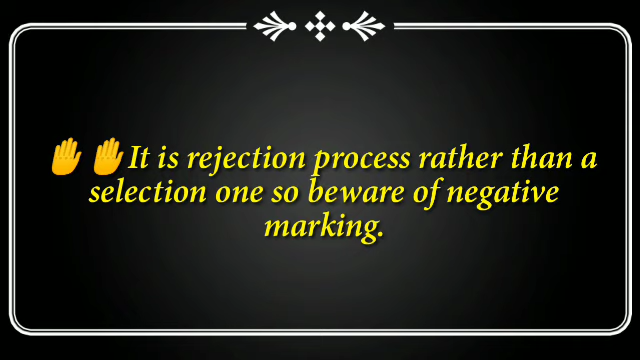 ✋ ✋It is rejection process rather than a
selection one so beware of negative
marking.